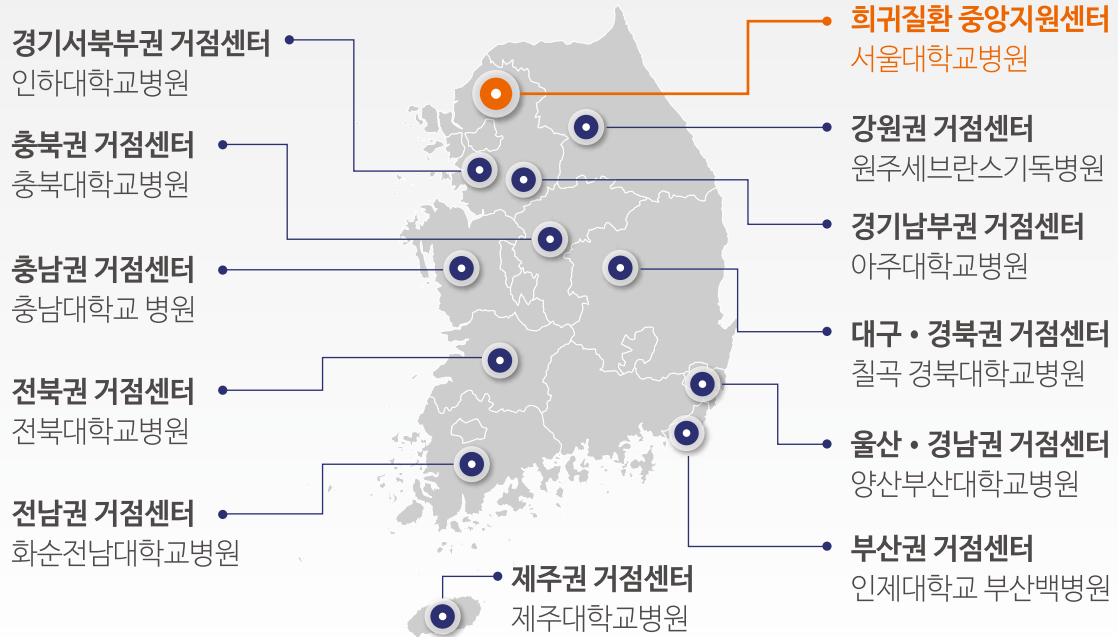 경기서북부권 거점센터
인하대학교병원
충북권 거점센터
충북대학교병원
충남권 거점센터
충남대학교 병원
전북권 거점센터
전북대학교병원
전남권 거점센터
화순전남대학교병원
제주권 거점센터
제주대학교병원
희귀질환 중앙지원센터
서울대학교병원
강원권 거점센터
원주세브란스기독병원
경기남부권 거점센터
아주대학교병원
대구 • 경북권 거점센터
칠곡 경북대학교병원
울산 • 경남권 거점센터
양산부산대학교병원
부산권 거점센터
인제대학교 부산백병원